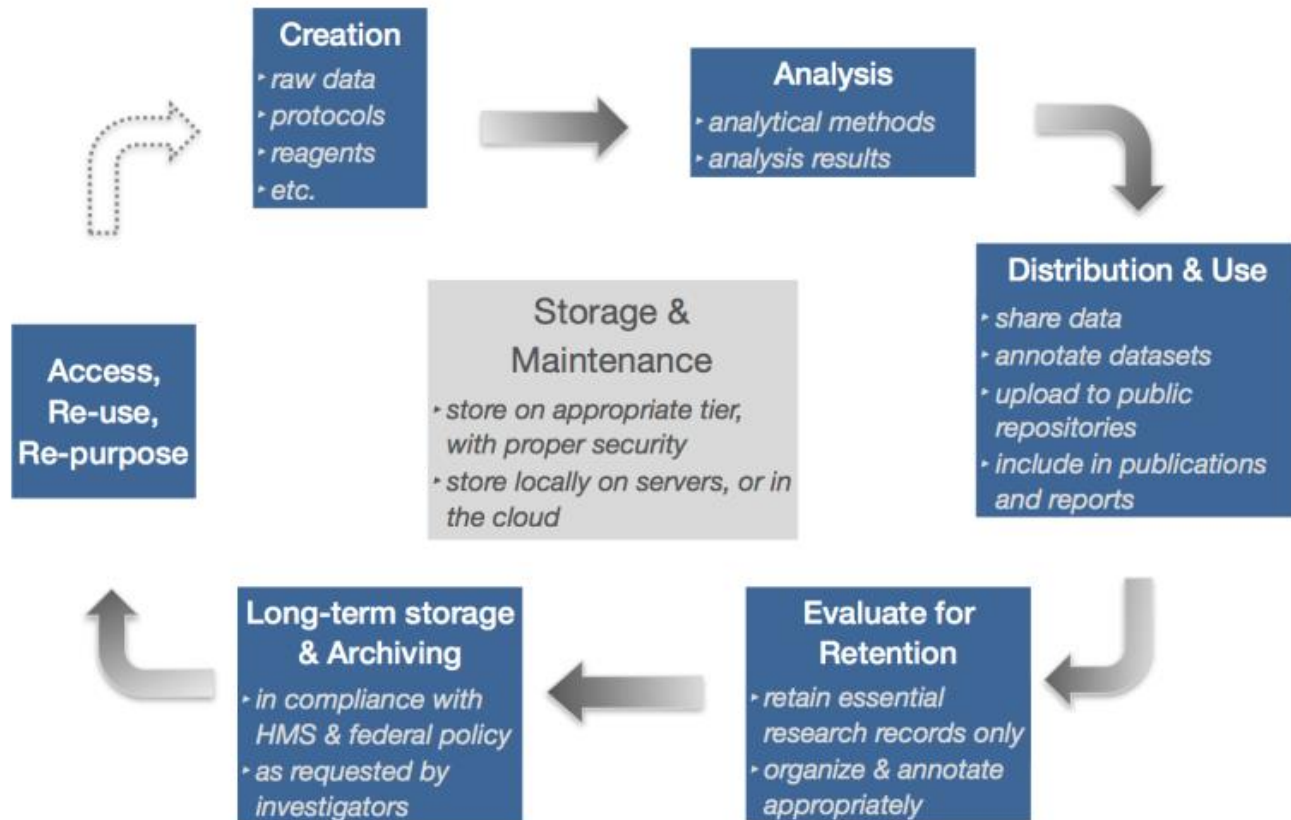 Creation
‣ raw data
‣ protocols
‣ reagents
‣ etc.
Analysis
‣ analytical methods
‣ analysis results
Distribution & Use
‣ share data
‣ annotate datasets
‣ upload to public
repositories
‣ include in publications
and reports
Storage &
Maintenance
‣ store on appropriate tier,
with proper security
‣ store locally on servers, or in
the cloud
Access,
Re-use,
Re-purpose
Long-term storage
& Archiving
‣ in compliance with
HMS & federal policy
‣ as requested by
investigators
Evaluate for
Retention
‣ retain essential
research records only
‣ organize & annotate
appropriately